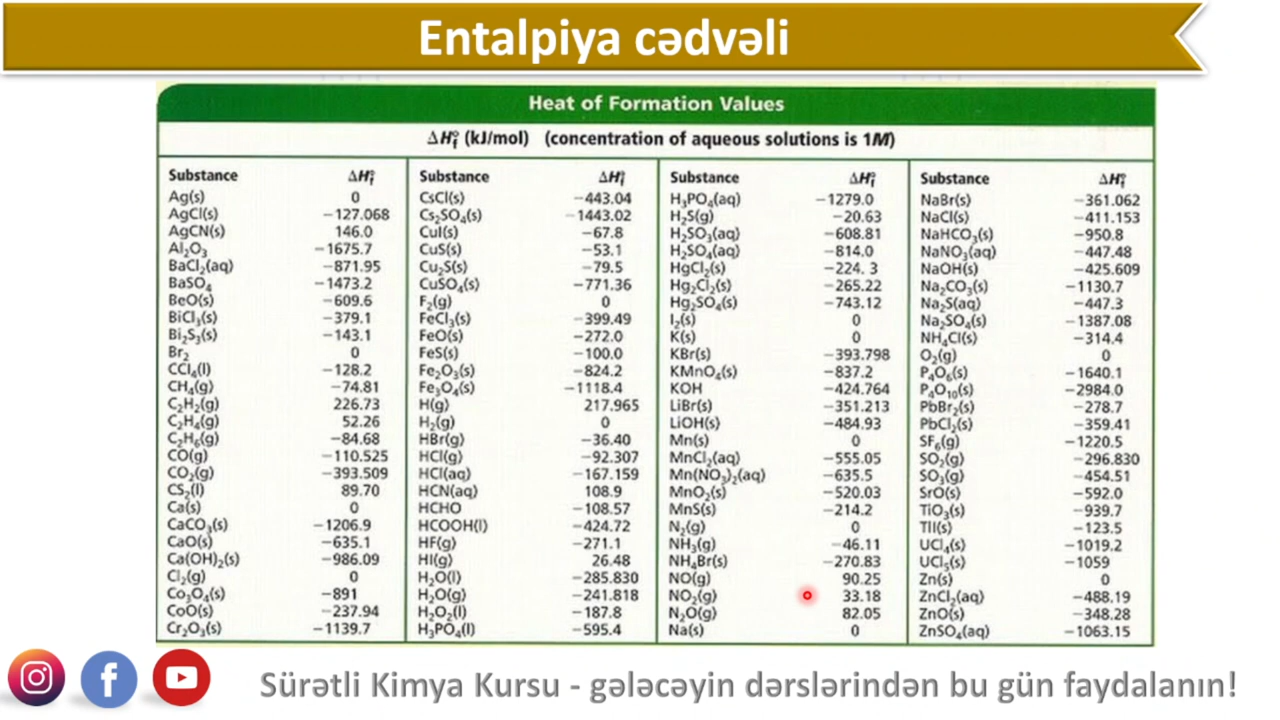 Entalpiya cədvəli
Heat of Formation Values
ΔH°f (kJ/mol) (concentration of aqueous solutions is 1M)
Substance ΔH°f Substance ΔH°f Substance ΔH°f Substance ΔH°f
Ag(s) 0 CsCl(s) −443.04 H₃PO₄(aq) −1279.0 NaBr(s) −361.062
AgCl(s) −127.068 Cs₂SO₄(s) −1443.02 H₂S(g) −20.63 NaCl(s) −411.153
AgCN(s) 146.0 CuI(s) −67.8 H₂SO₃(aq) −608.81 NaHCO₃(s) −950.8
Al₂O₃ −1675.7 CuS(s) −53.1 H₂SO₄(aq) −814.0 NaNO₃(aq) −447.48
BaCl₂(aq) −871.95 Cu₂S(s) −79.5 HgCl₂(s) −224. 3 NaOH(s) −425.609
BaSO₄ −1473.2 CuSO₄(s) −771.36 Hg₂Cl₂(s) −265.22 Na₂CO₃(s) −1130.7
BeO(s) −609.6 F₂(g) 0 Hg₂SO₄(s) −743.12 Na₂S(aq) −447.3
BiCl₃(s) −379.1 FeCl₃(s) −399.49 I₂(s) 0 Na₂SO₄(s) −1387.08
Bi₂S₃(s) −143.1 FeO(s) −272.0 K(s) 0 NH₄Cl(s) −314.4
Br₂ 0 FeS(s) −100.0 KBr(s) −393.798 O₂(g) 0
CCl₄(l) −128.2 Fe₂O₃(s) −824.2 KMnO₄(s) −837.2 P₄O₆(s) −1640.1
CH₄(g) −74.81 Fe₃O₄(s) −1118.4 KOH −424.764 P₄O₁₀(s) −2984.0
C₂H₂(g) 226.73 H(g) 217.965 LiBr(s) −351.213 PbBr₂(s) −278.7
C₂H₄(g) 52.26 H₂(g) 0 LiOH(s) −484.93 PbCl₂(s) −359.41
C₂H₆(g) −84.68 HBr(g) −36.40 Mn(s) 0 SF₆(g) −1220.5
CO(g) −110.525 HCl(g) −92.307 MnCl₂(aq) −555.05 SO₂(g) −296.830
CO₂(g) −393.509 HCl(aq) −167.159 Mn(NO₃)₂(aq) −635.5 SO₃(g) −454.51
CS₂(l) 89.70 HCN(aq) 108.9 MnO₂(s) −520.03 SrO(s) −592.0
Ca(s) 0 HCHO −108.57 MnS(s) −214.2 TiO₃(s) −939.7
CaCO₃(s) −1206.9 HCOOH(l) −424.72 N₂(g) 0 TlI(s) −123.5
CaO(s) −635.1 HF(g) −271.1 NH₃(g) −46.11 UCl₄(s) −1019.2
Ca(OH)₂(s) −986.09 HI(g) 26.48 NH₄Br(s) −270.83 UCl₅(s) −1059
Cl₂(g) 0 H₂O(l) −285.830 NO(g) 90.25 Zn(s) 0
Co₃O₄(s) −891 H₂O(g) −241.818 NO₂(g) 33.18 ZnCl₂(aq) −488.19
CoO(s) −237.94 H₂O₂(l) −187.8 N₂O(g) 82.05 ZnO(s) −348.28
Cr₂O₃(s) −1139.7 H₃PO₄(l) −595.4 Na(s) 0 ZnSO₄(aq) −1063.15
Sürətli Kimya Kursu - gələcəyin dərslərindən bu gün faydalanın!